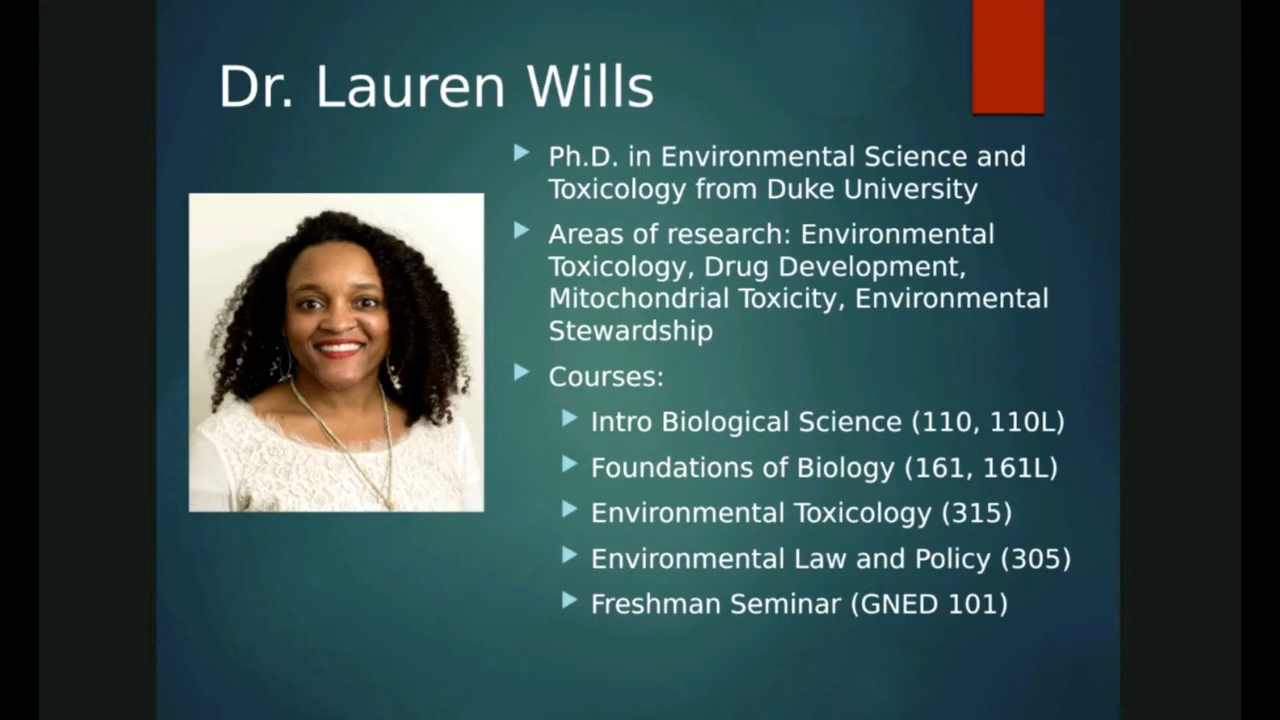 Dr. Lauren Wills
Ph.D. in Environmental Science and
Toxicology from Duke University
Areas of research: Environmental
Toxicology, Drug Development,
Mitochondrial Toxicity, Environmental
Stewardship
Courses:
Intro Biological Science (110, 110L)
Foundations of Biology (161, 161L)
Environmental Toxicology (315)
Environmental Law and Policy (305)
Freshman Seminar (GNED 101)